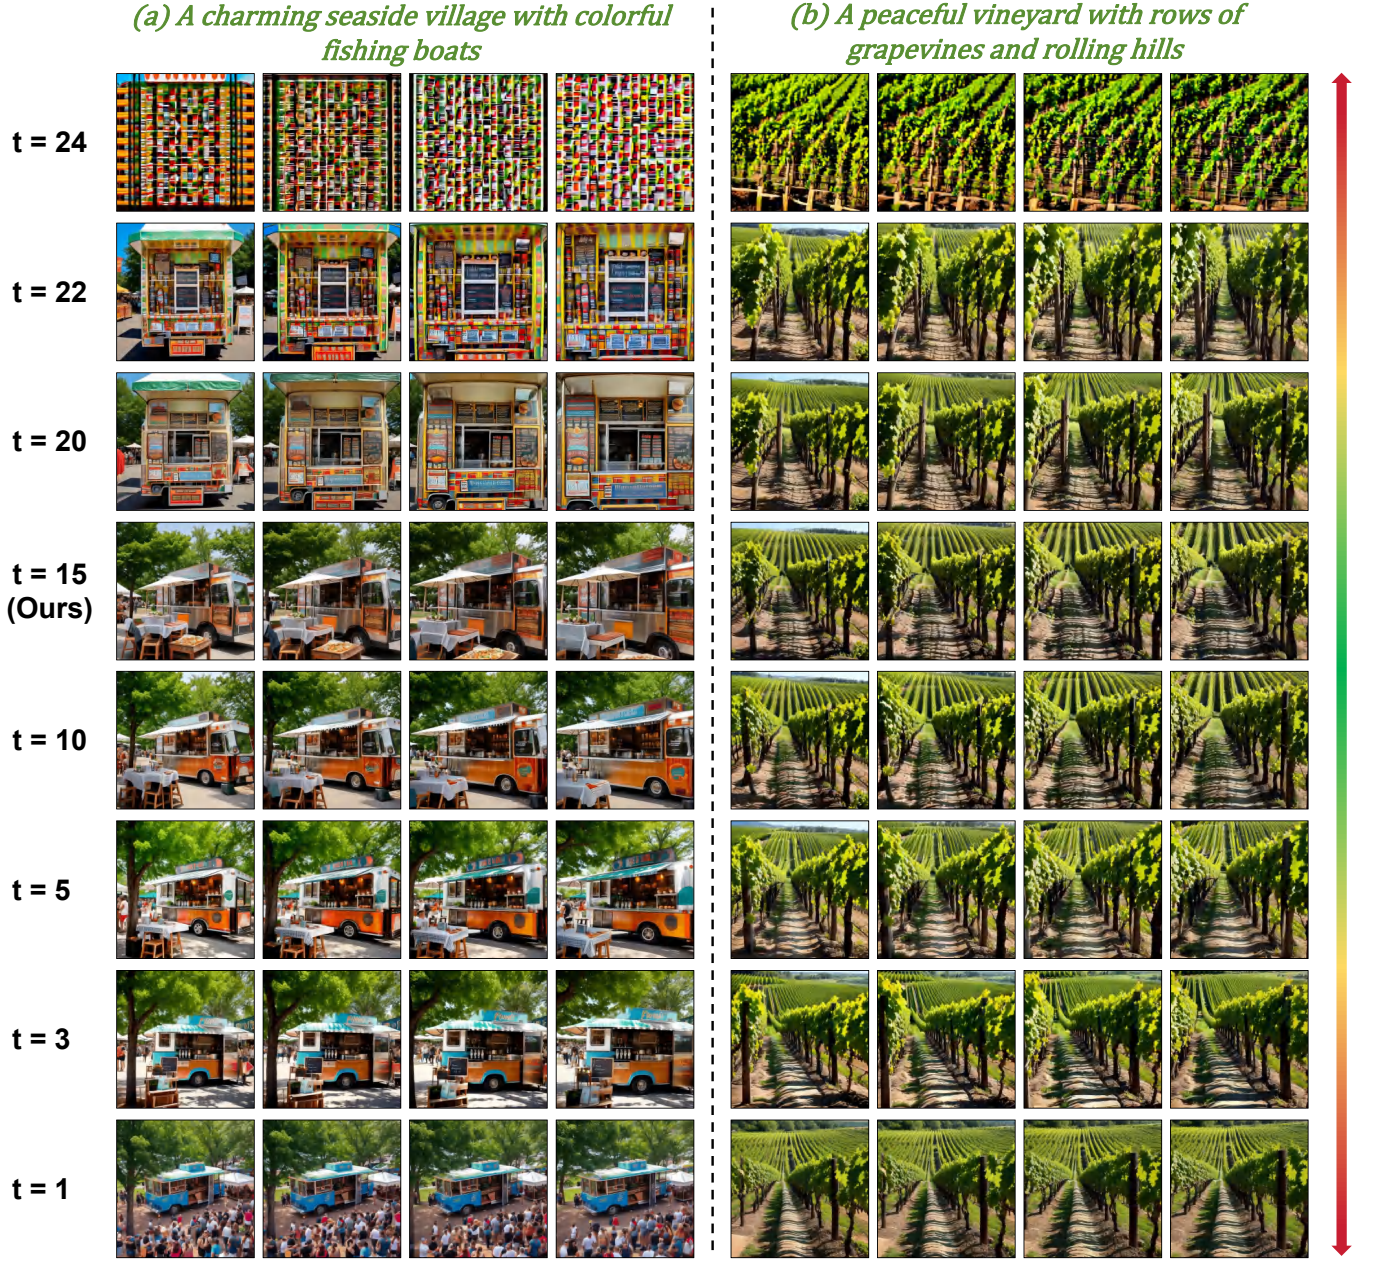 (a) A charming seaside village with colorful
fishing boats
(b) A peaceful vineyard with rows of
grapevines and rolling hills
t = 24
t = 22
t = 20
t = 15
(Ours)
t = 10
t = 5
t = 3
t = 1